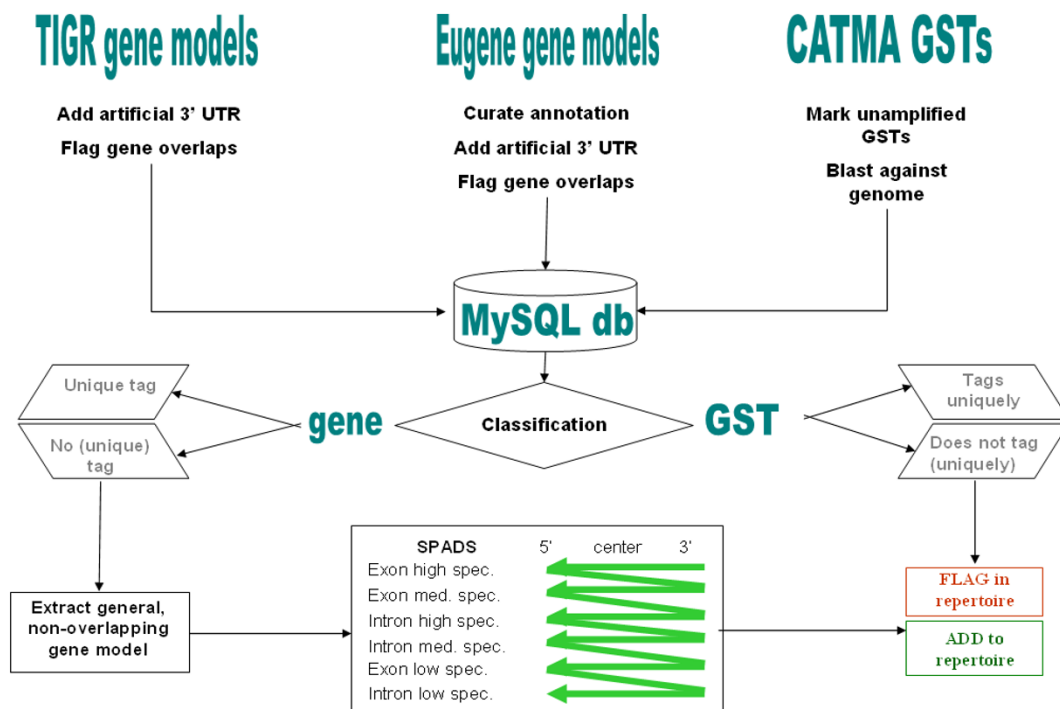 TIGR gene models
Eugene gene models
CATMA GSTs
Add artificial 3' UTR
Flag gene overlaps
Curate annotation
Add artificial 3' UTR
Flag gene overlaps
Mark unamplified
GSTs
Blast against
genome
MySQL db
Unique tag
No (unique)
tag
gene
Classification
GST
Tags
uniquely
Does not tag
(uniquely)
Extract general,
non-overlapping
gene model
SPADS 5' center 3'
Exon high spec.
Exon med. spec.
Intron high spec.
Intron med. spec.
Exon low spec.
Intron low spec.
FLAG in
repertoire
ADD to
repertoire